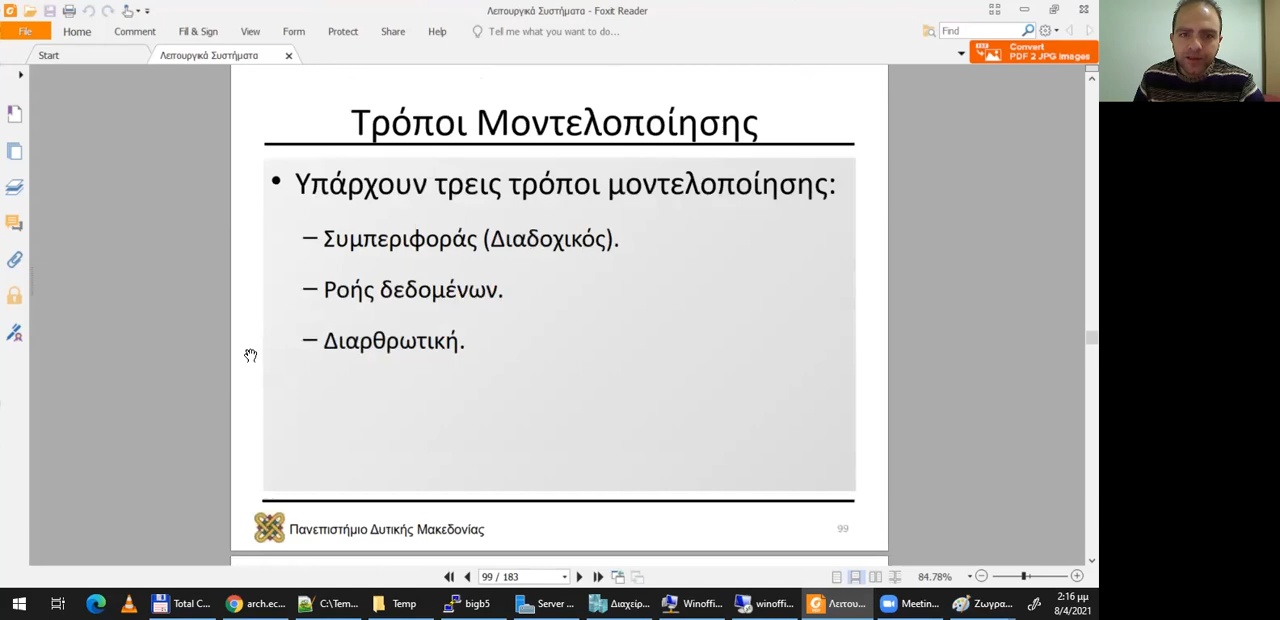 Λειτουργικά Συστήματα - Foxit Reader
File Home Comment Fill & Sign View Form Protect Share Help Tell me what you want to do... Find
Start Λειτουργικά Συστήματα Convert
PDF 2 JPG Images
Τρόποι Μοντελοποίησης
• Υπάρχουν τρεις τρόποι μοντελοποίησης:
– Συμπεριφοράς (Διαδοχικός).
– Ροής δεδομένων.
– Διαρθρωτική.
Πανεπιστήμιο Δυτικής Μακεδονίας 99
99 / 183 84.78%
Total C... arch.ec... C:\Tem... Temp bigb5 Server ... Διαχείρ... Winoffi... winoffi... Λειτου... Meetin... Ζωγρα... 2:16 μμ
8/4/2021